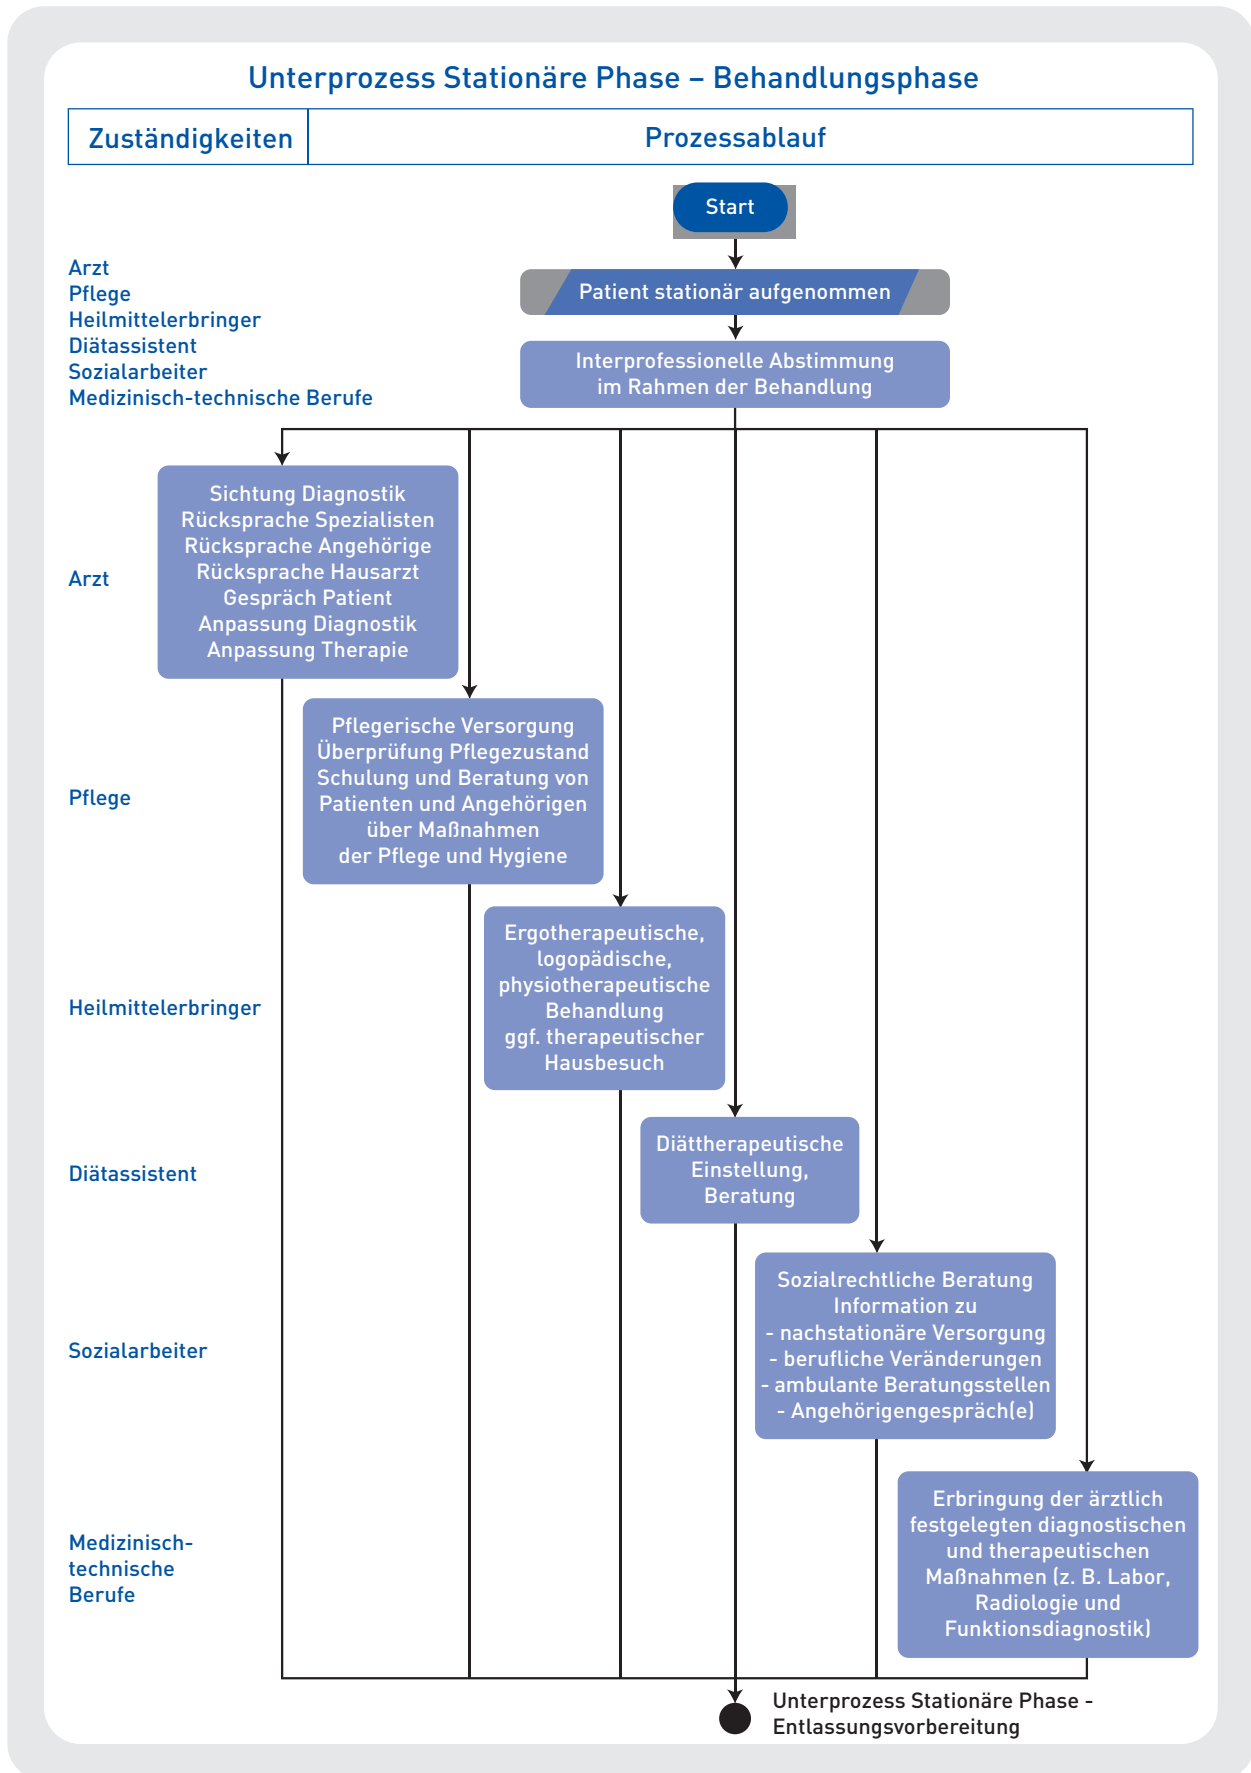 Unterprozess Stationäre Phase – Behandlungsphase
Zuständigkeiten
Prozessablauf
Start
Arzt
Pflege
Heilmittelerbringer
Diätassistent
Sozialarbeiter
Medizinisch-technische Berufe
Patient stationär aufgenommen
Interprofessionelle Abstimmung
im Rahmen der Behandlung
Arzt
Sichtung Diagnostik
Rücksprache Spezialisten
Rücksprache Angehörige
Rücksprache Hausarzt
Gespräch Patient
Anpassung Diagnostik
Anpassung Therapie
Pflege
Pflegerische Versorgung
Überprüfung Pflegezustand
Schulung und Beratung von
Patienten und Angehörigen
über Maßnahmen
der Pflege und Hygiene
Heilmittelerbringer
Ergotherapeutische,
logopädische,
physiotherapeutische
Behandlung
ggf. therapeutischer
Hausbesuch
Diätassistent
Diättherapeutische
Einstellung,
Beratung
Sozialarbeiter
Sozialrechtliche Beratung
Information zu
- nachstationäre Versorgung
- berufliche Veränderungen
- ambulante Beratungsstellen
- Angehörigengespräch(e)
Medizinisch-
technische
Berufe
Erbringung der ärztlich
festgelegten diagnostischen
und therapeutischen
Maßnahmen (z. B. Labor,
Radiologie und
Funktionsdiagnostik)
Unterprozess Stationäre Phase -
Entlassungsvorbereitung